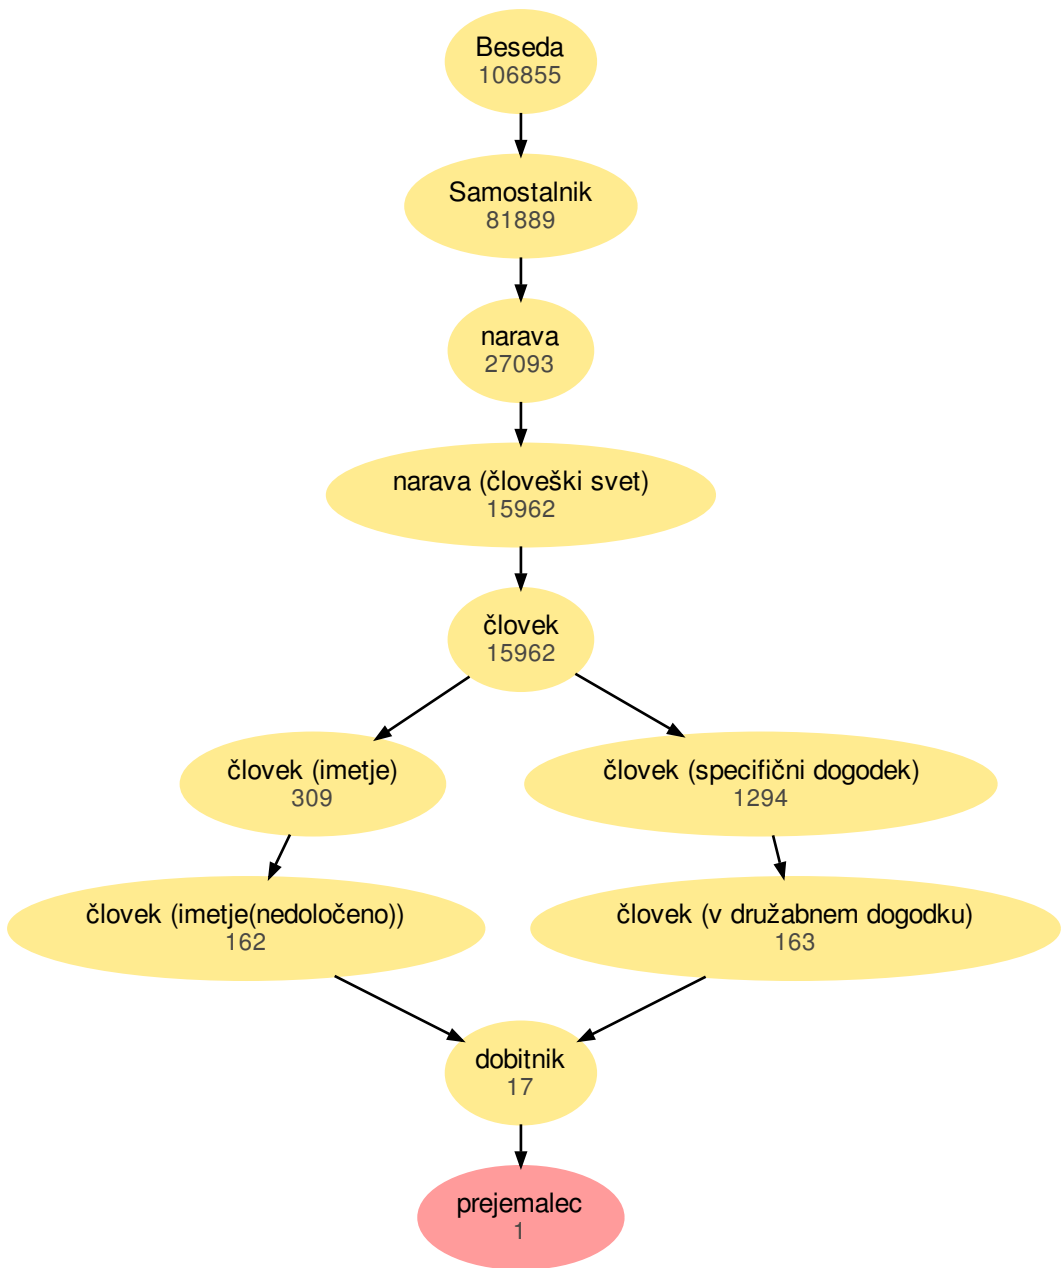 Beseda
106855
Samostalnik
81889
narava
27093
narava (človeški svet)
15962
človek
15962
človek (imetje)
309
človek (specifični dogodek)
1294
človek (imetje(nedoločeno))
162
človek (v družabnem dogodku)
163
dobitnik
17
prejemalec
1